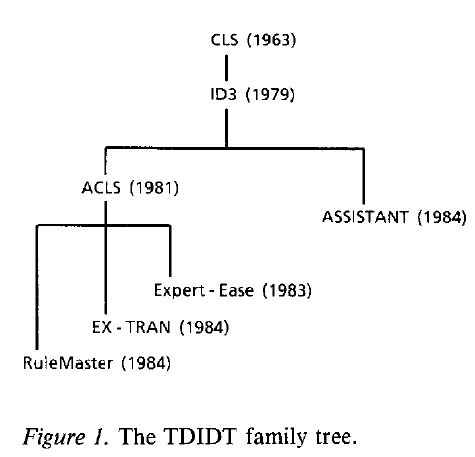 CLS (1963)
ID3 (1979)
ACLS (1981)
ASSISTANT (1984)
Expert-Ease (1983)
EX-TRAN (1984)
RuleMaster (1984)
Figure 1. The TDIDT family tree.